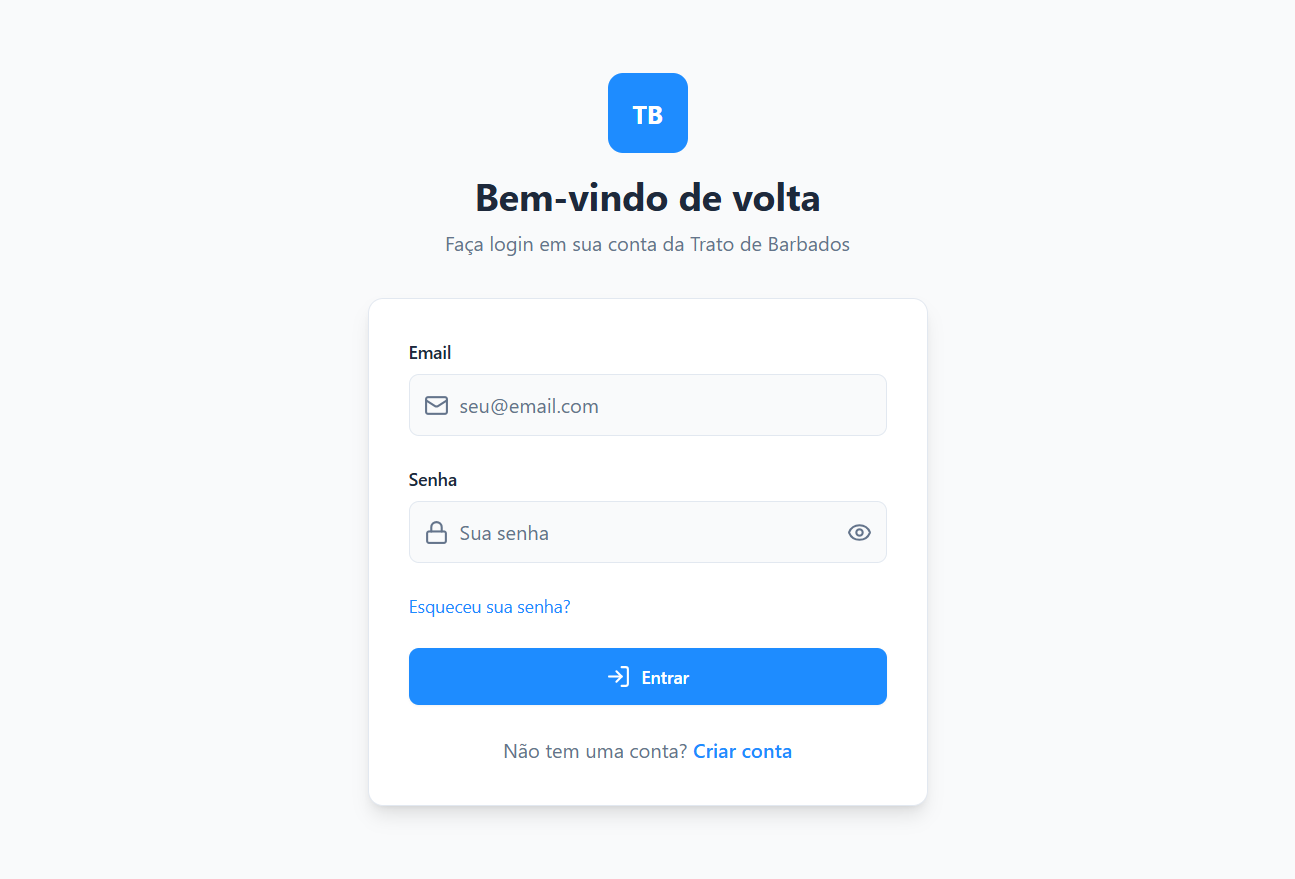 TB
Bem-vindo de volta
Faça login em sua conta da Trato de Barbados
Email
seu@email.com
Senha
Sua senha
Esqueceu sua senha?
Entrar
Não tem uma conta? Criar conta